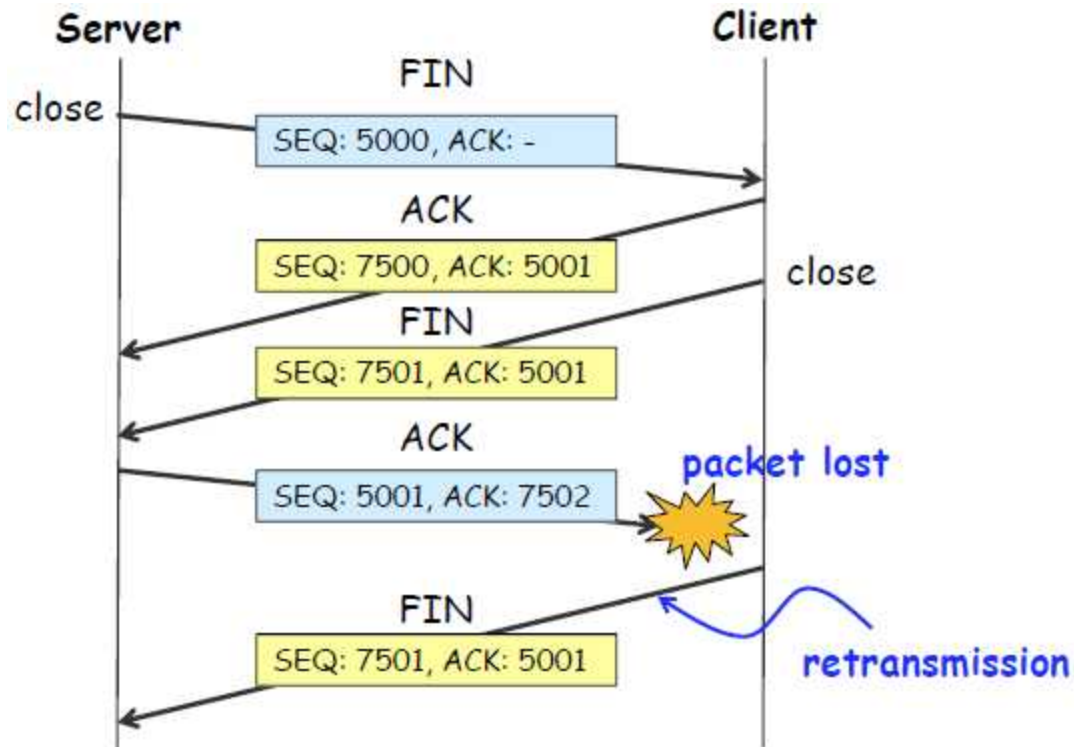 Server
Client
FIN
close
SEQ: 5000, ACK: -
ACK
SEQ: 7500, ACK: 5001
close
FIN
SEQ: 7501, ACK: 5001
ACK
packet lost
SEQ: 5001, ACK: 7502
FIN
SEQ: 7501, ACK: 5001
retransmission